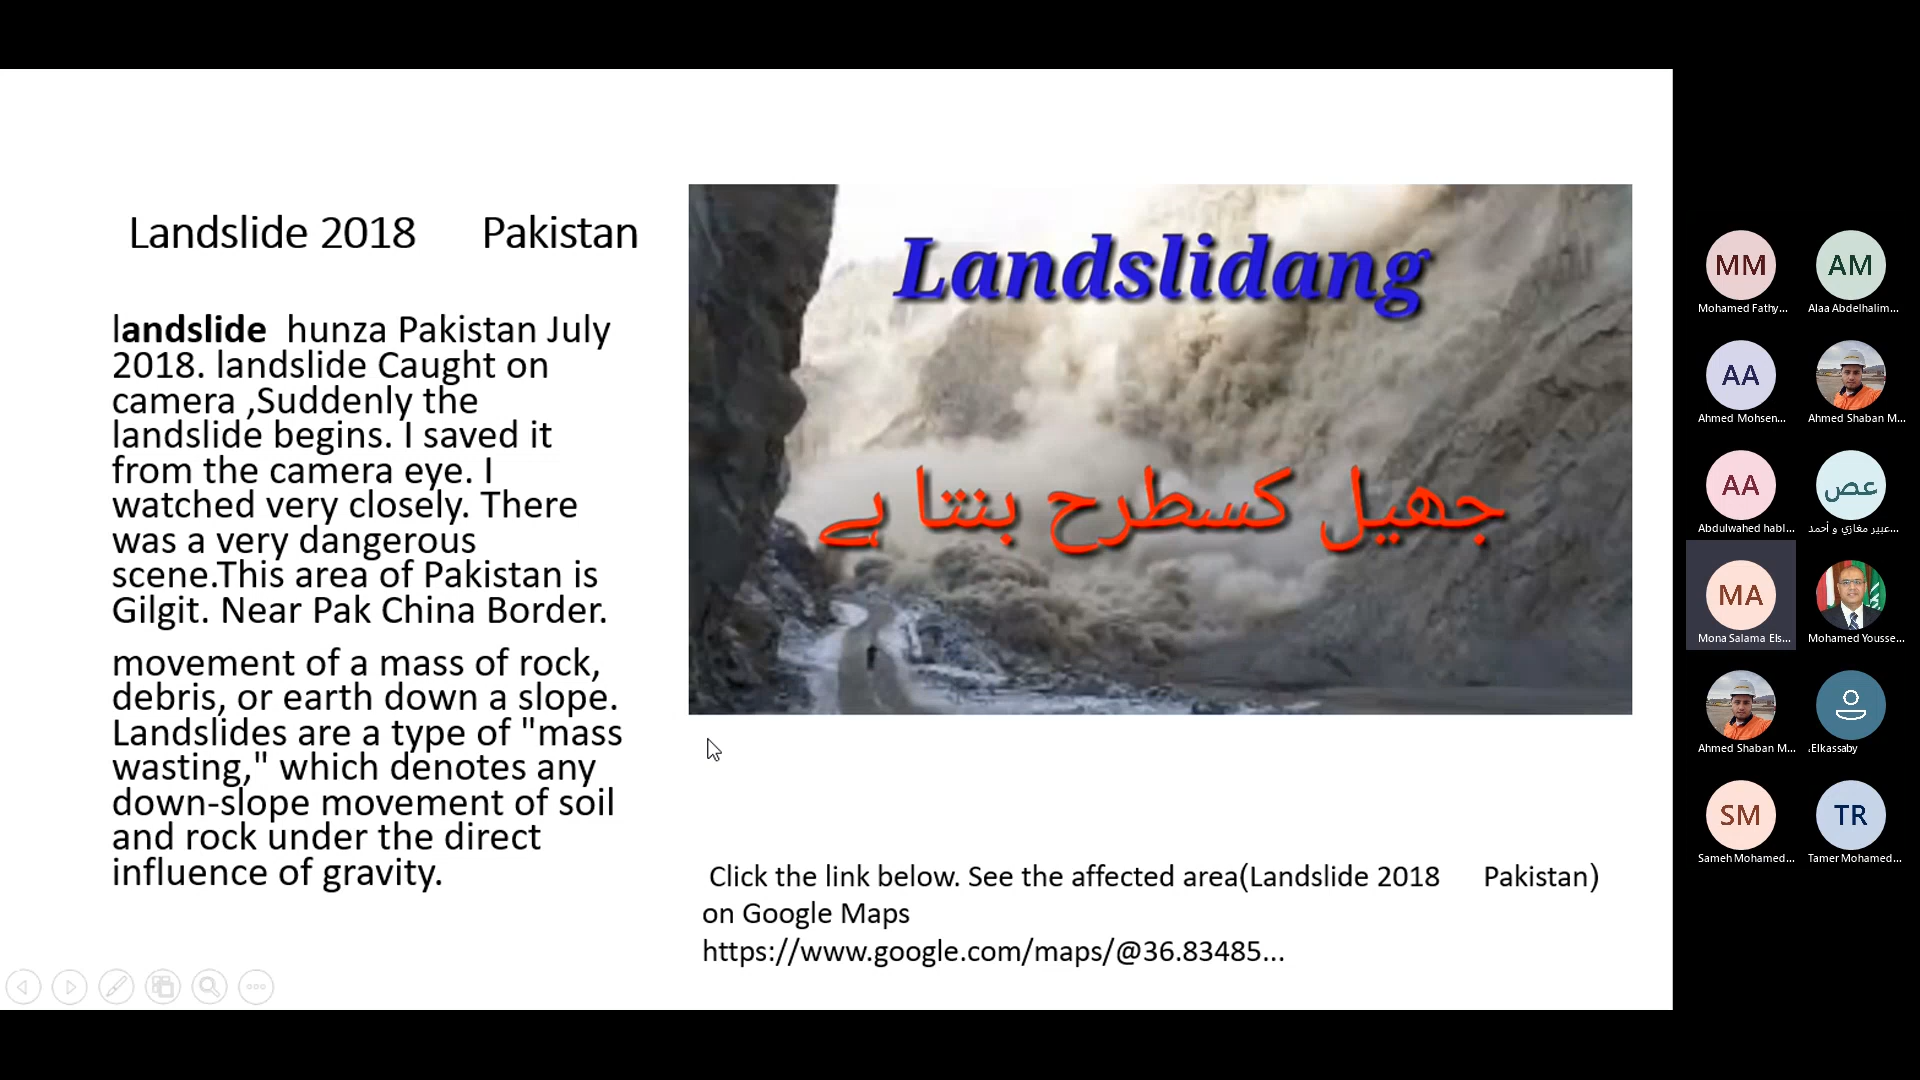 Landslide 2018 Pakistan
landslide hunza Pakistan July
2018. landslide Caught on
camera ,Suddenly the
landslide begins. I saved it
from the camera eye. I
watched very closely. There
was a very dangerous
scene.This area of Pakistan is
Gilgit. Near Pak China Border.
movement of a mass of rock,
debris, or earth down a slope.
Landslides are a type of "mass
wasting," which denotes any
down-slope movement of soil
and rock under the direct
influence of gravity.
Landslidang
جھیل کسطرح بنتا ہے
Click the link below. See the affected area(Landslide 2018 Pakistan)
on Google Maps
https://www.google.com/maps/@36.83485...
MM
Mohamed Fathy...
AM
Alaa Abdelhalim...
AA
Ahmed Mohsen...
Ahmed Shaban M...
AA
Abdulwahed habl...
عص
عبير مغازي و أحمد...
MA
Mona Salama Els...
Mohamed Yousse...
Ahmed Shaban M...
.Elkassaby
SM
Sameh Mohamed...
TR
Tamer Mohamed...